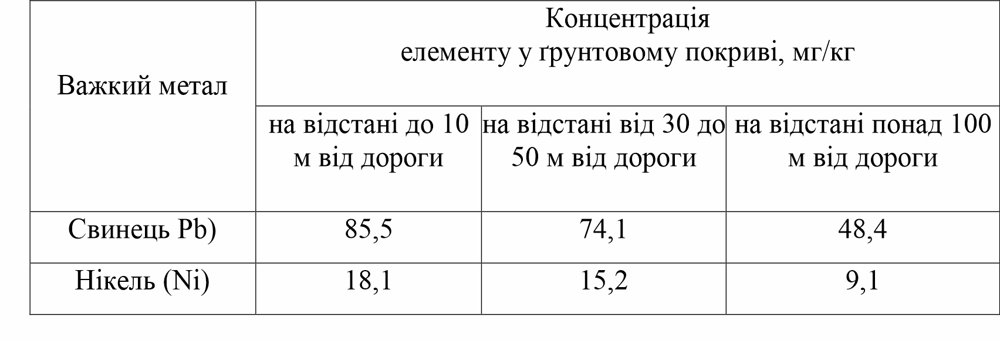 Концентрація
елементу у ґрунтовому покриві, мг/кг
Важкий метал
на відстані до 10
м від дороги
на відстані від 30 до
50 м від дороги
на відстані понад 100
м від дороги
Свинець Pb)
85,5
74,1
48,4
Нікель (Ni)
18,1
15,2
9,1